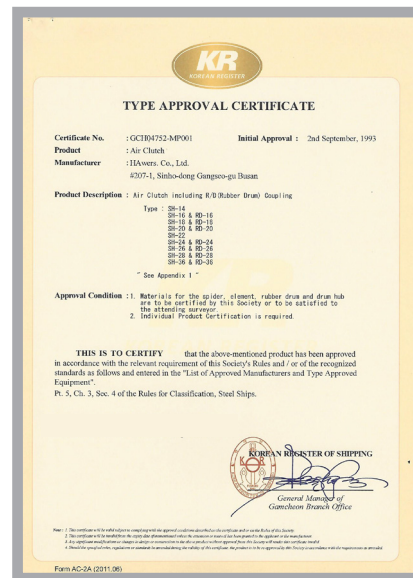 KR
KOREAN REGISTER
TYPE APPROVAL CERTIFICATE
Certificate No. : GCH04752-MP001 Initial Approval : 2nd September, 1993
Product : Air Clutch
Manufacturer : HAwers. Co., Ltd.
#207-1, Sinho-dong Gangseo-gu Busan
Product Description : Air Clutch including R/D(Rubber Drum) Coupling
Type : SH-14
SH-16 & RD-16
SH-18 & RD-18
SH-20 & RD-20
SH-22
SH-24 & RD-24
SH-26 & RD-26
SH-28 & RD-28
SH-36 & RD-36
" See Appendix 1 "
Approval Condition : 1. Materials for the spider, element, rubber drum and drum hub
are to be certified by this Society or to be satisfied to
the attending surveyor.
2. Individual Product Certification is required.
THIS IS TO CERTIFY that the above-mentioned product has been approved
in accordance with the relevant requirement of this Society's Rules and / or of the recognized
standards as follows and entered in the "List of Approved Manufacturers and Type Approved
Equipment".
Pt. 5, Ch. 3, Sec. 4 of the Rules for Classification, Steel Ships.
KOREAN REGISTER OF SHIPPING
General Manager of
Gamcheon Branch Office
Form AC-2A (2011.06)